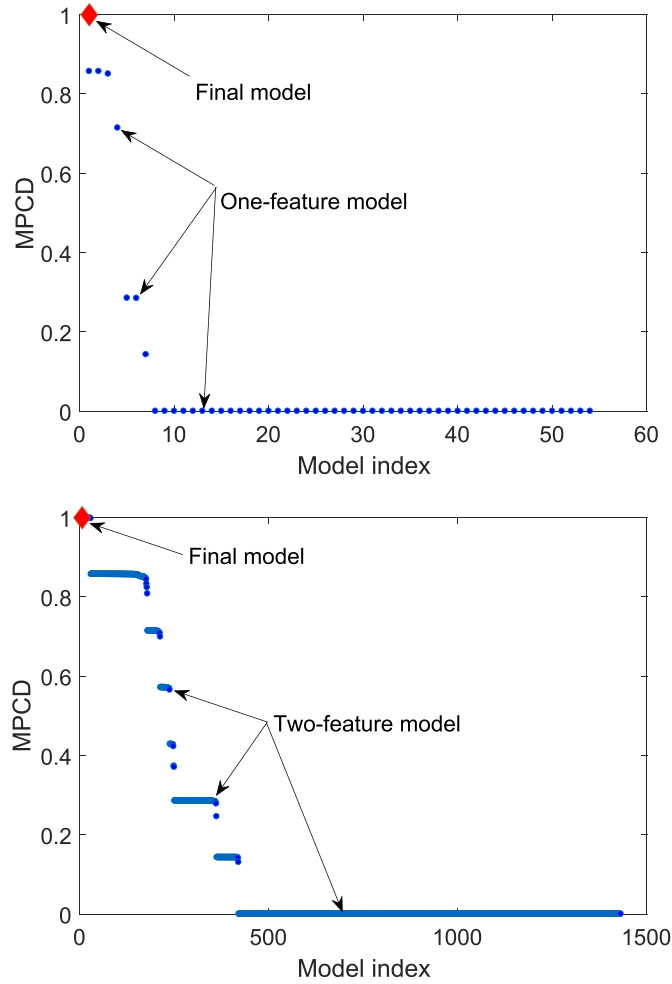 1
Final model
0.8
One-feature model
0.6
MPCD
0.4
0.2
0
0 10 20 30 40 50 60
Model index
1
Final model
0.8
0.6
Two-feature model
MPCD
0.4
0.2
0
0 500 1000 1500
Model index